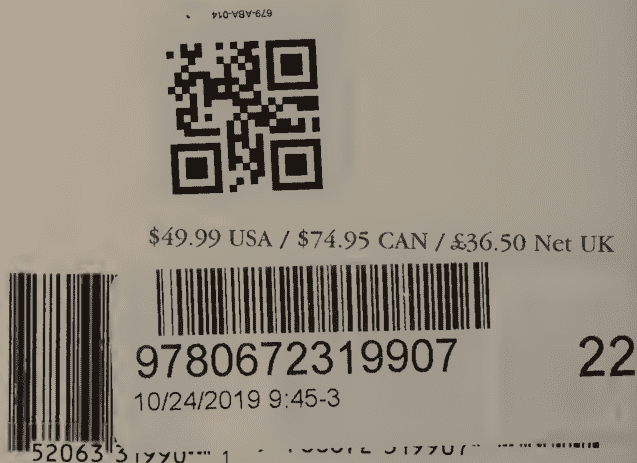 679-ABA-014
$49.99 USA / $74.95 CAN / £36.50 Net UK
9780672319907
22
10/24/2019 9:45-3
52063